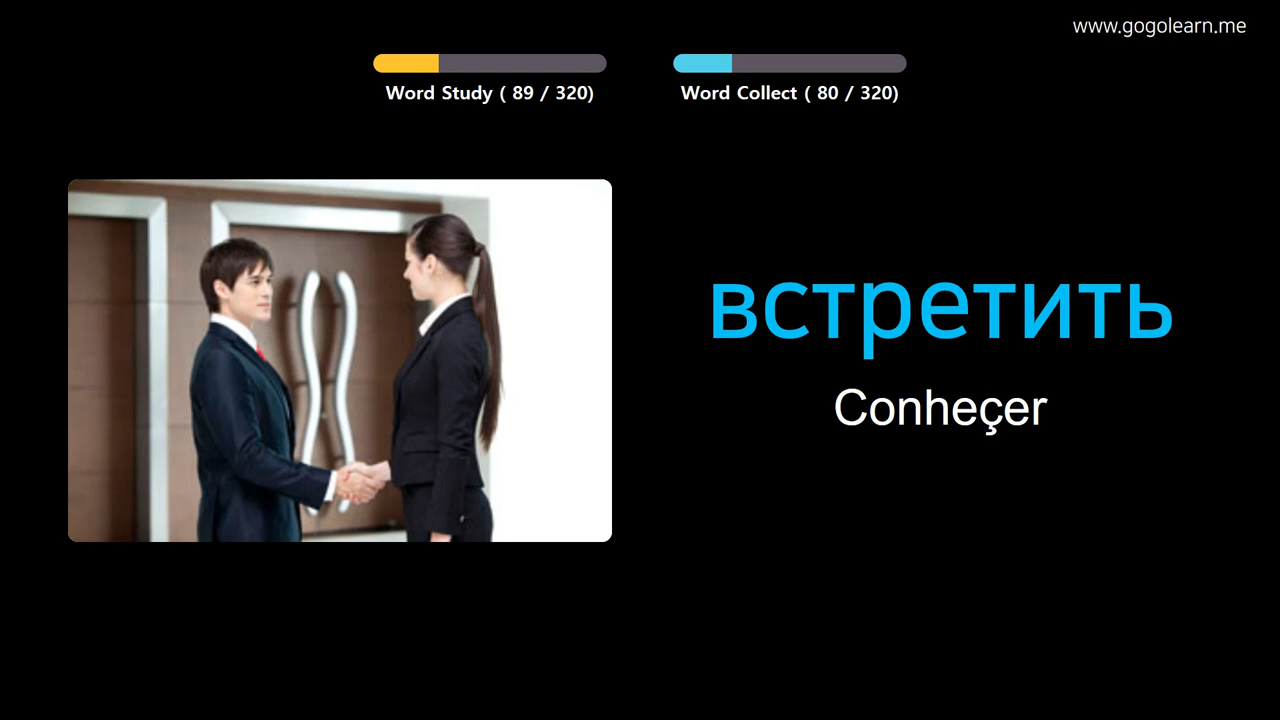 www.gogolearn.me
Word Study ( 89 / 320)
Word Collect ( 80 / 320)
встретить
Conheçer